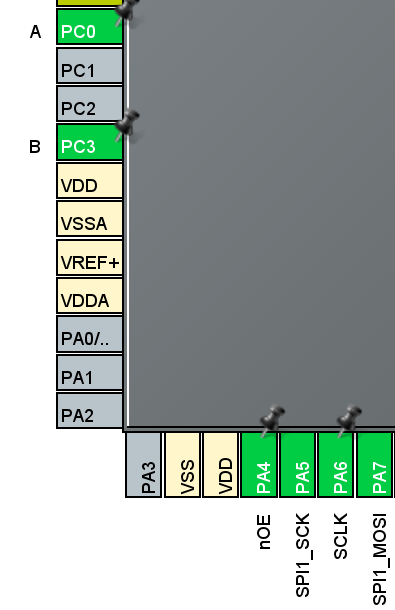 A PC0
PC1
PC2
B PC3
VDD
VSSA
VREF+
VDDA
PA0/..
PA1
PA2
PA3
VSS
VDD
PA4
PA5
PA6
PA7
nOE
SPI1_SCK
SCLK
SPI1_MOSI